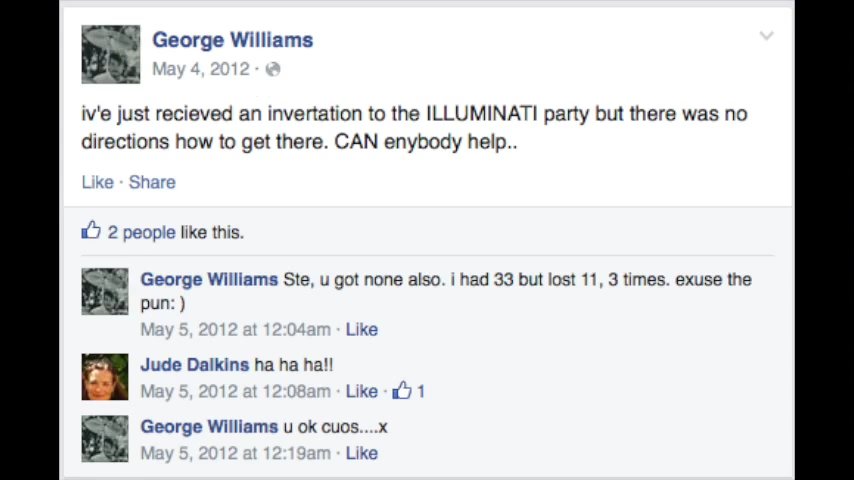 George Williams
May 4, 2012 ·
iv'e just recieved an invertation to the ILLUMINATI party but there was no
directions how to get there. CAN enybody help..
Like · Share
2 people like this.
George Williams Ste, u got none also. i had 33 but lost 11, 3 times. exuse the
pun: )
May 5, 2012 at 12:04am · Like
Jude Dalkins ha ha ha!!
May 5, 2012 at 12:08am · Like · 1
George Williams u ok cuos....x
May 5, 2012 at 12:19am · Like